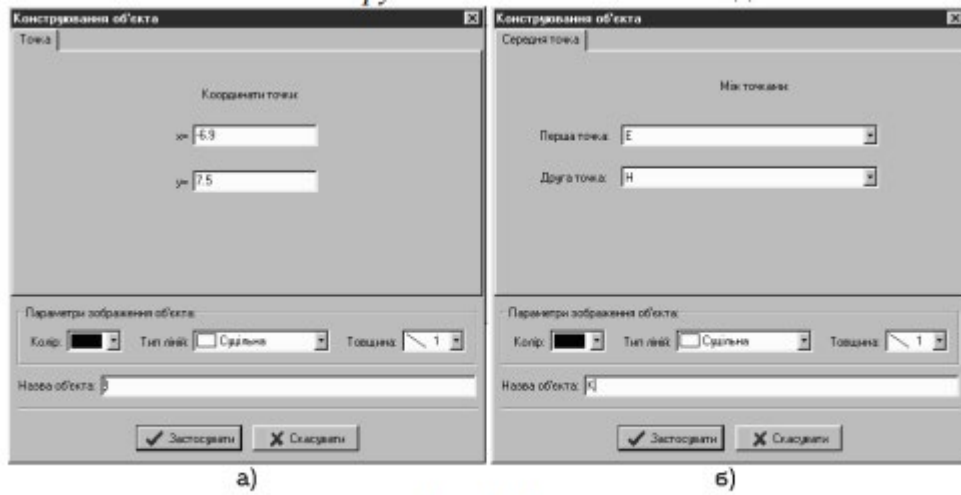 Конструювання об'єкта
Точка
Координати точки:
x= -6.9
y= 7.5
Параметри зображення об'єкта:
Колір: Тип ліній: Суцільна Товщина: 1
Назва об'єкта:
Застосувати Скасувати
а)
Конструювання об'єкта
Середня точка
Між точками:
Перша точка: E
Друга точка: H
Параметри зображення об'єкта:
Колір: Тип ліній: Суцільна Товщина: 1
Назва об'єкта: K
Застосувати Скасувати
б)